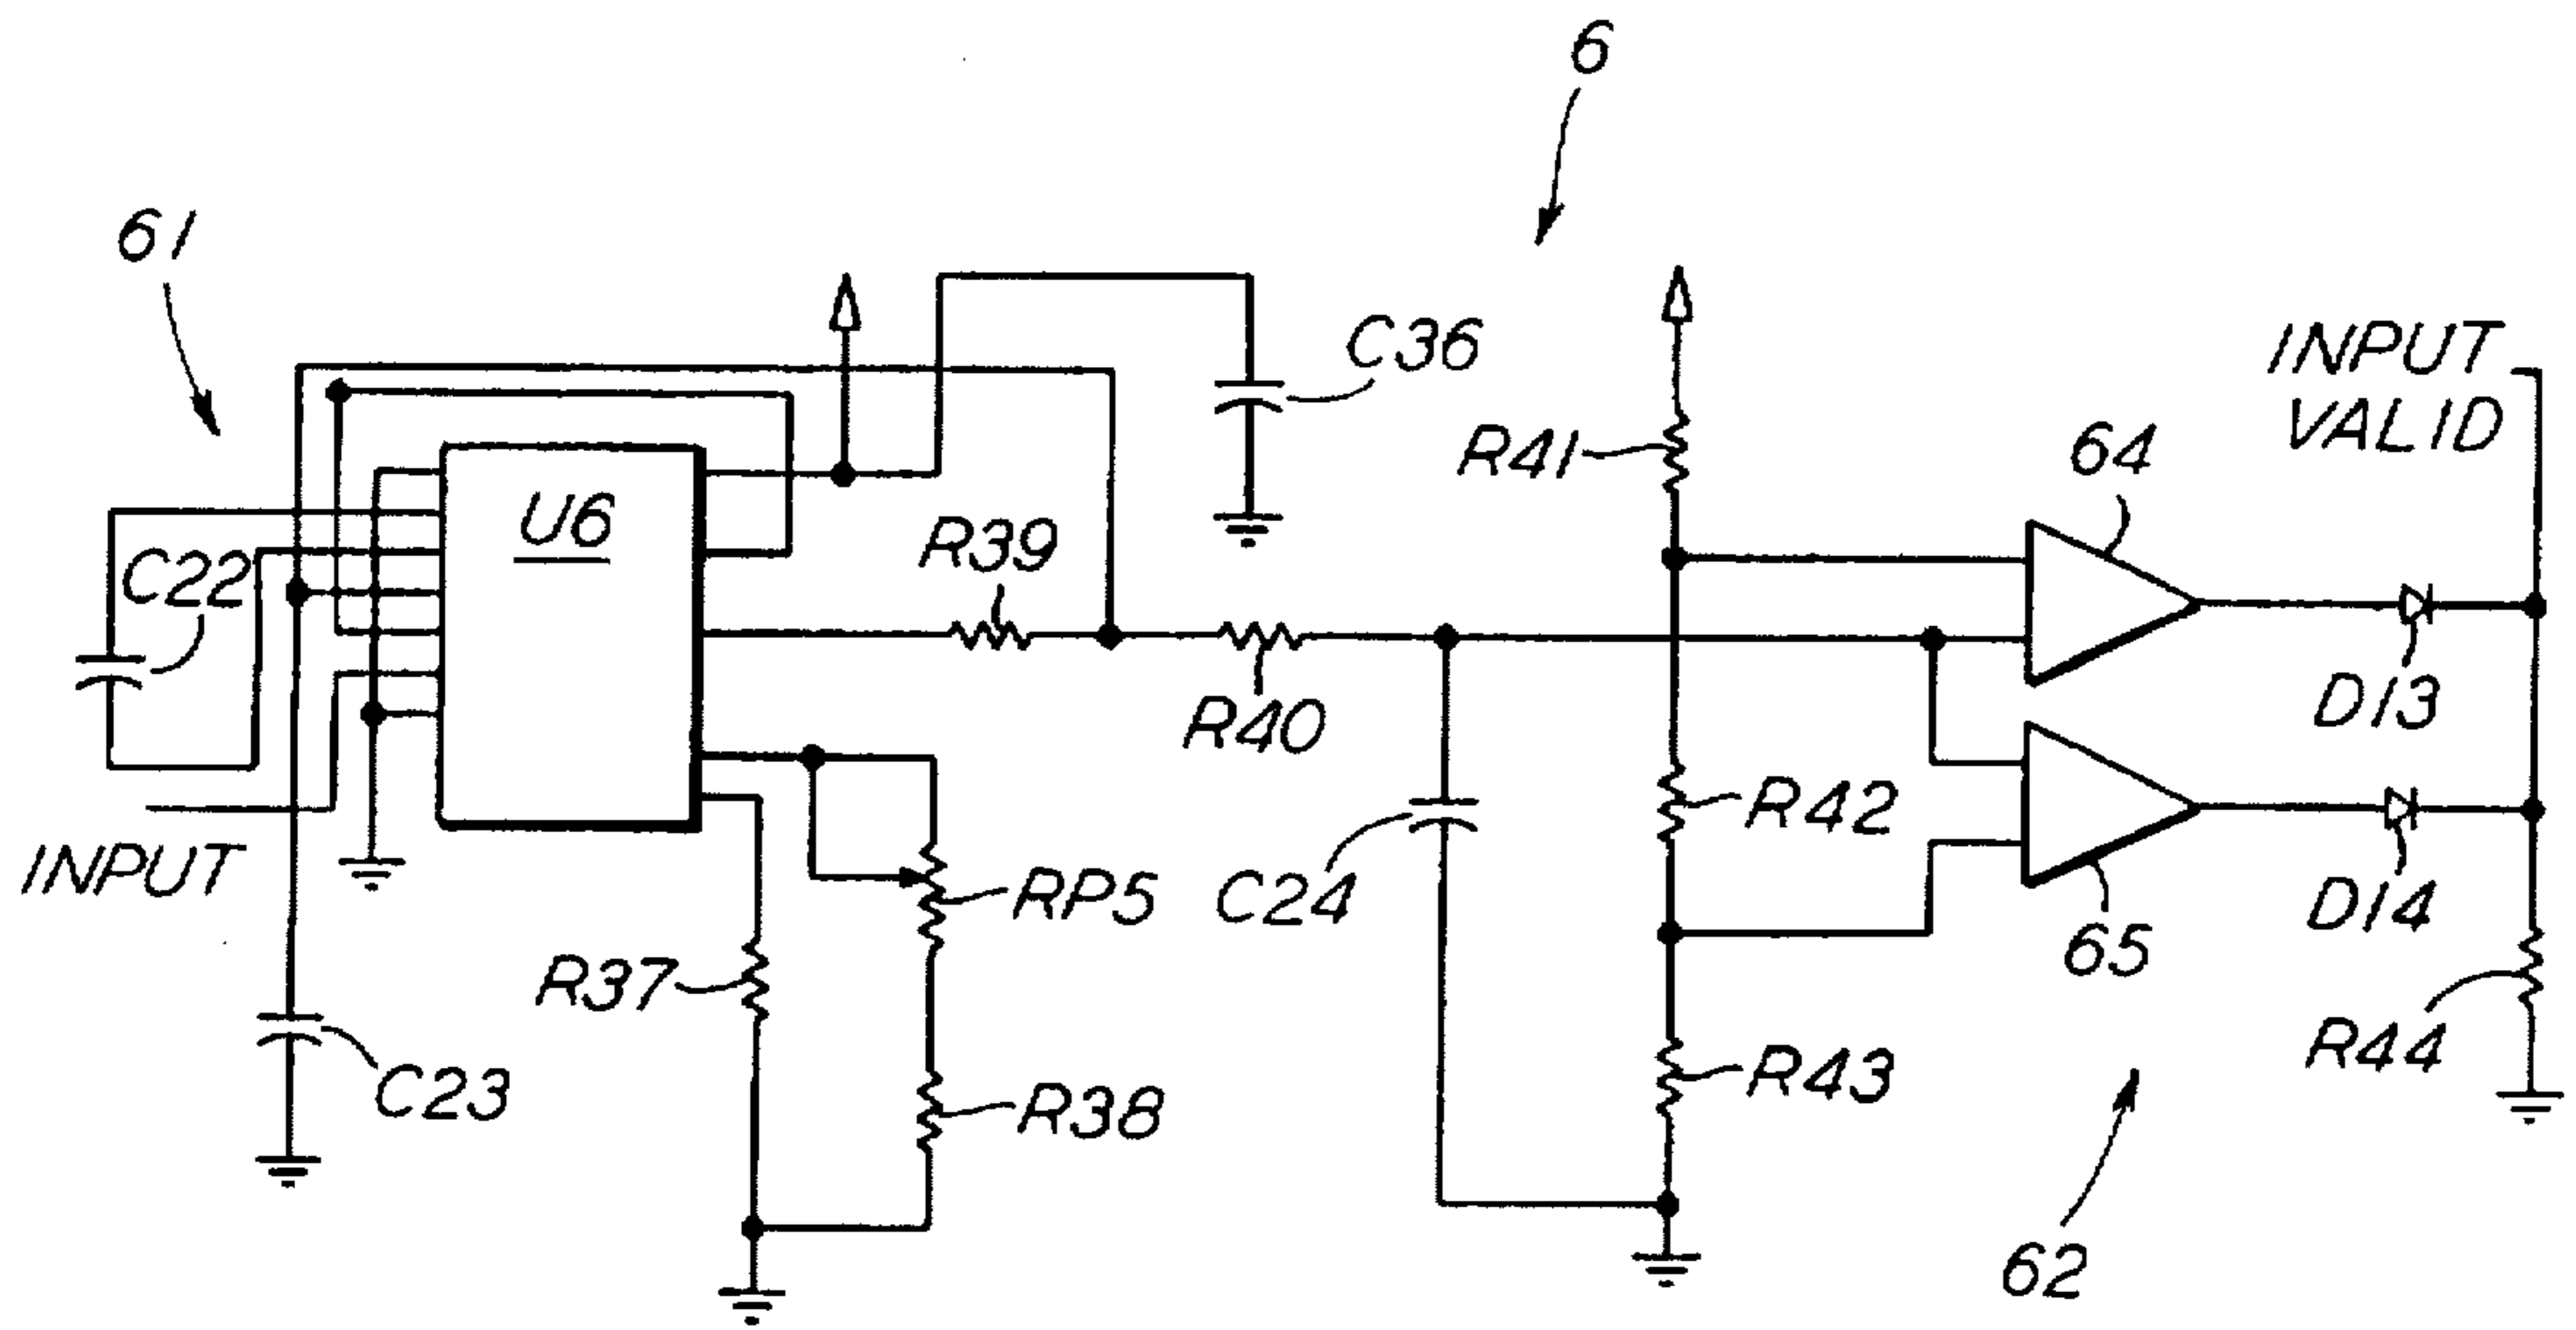 6
61
C36
INPUT
VALID
R41
64
U6
R39
C22
D13
R40
R42
INPUT
RP5
C24
D14
65
R37
R44
C23
R43
R38
62